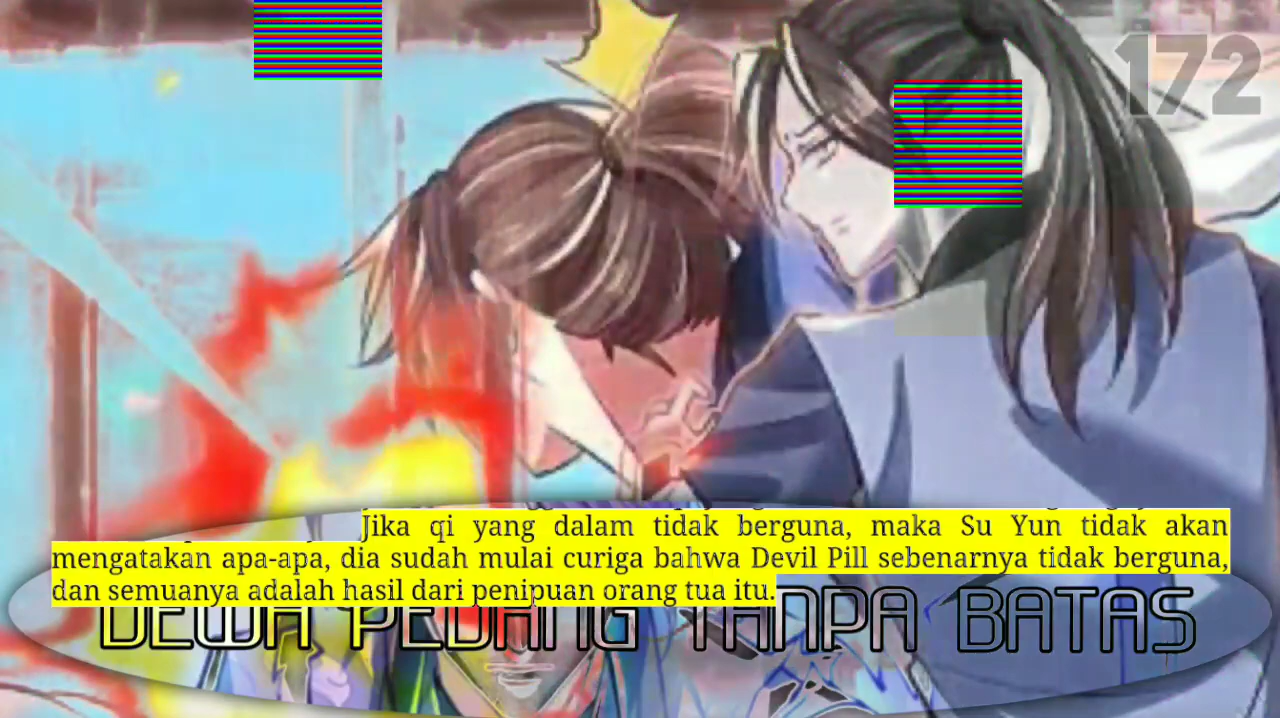 172
Jika qi yang dalam tidak berguna, maka Su Yun tidak akan
mengatakan apa-apa, dia sudah mulai curiga bahwa Devil Pill sebenarnya tidak berguna,
dan semuanya adalah hasil dari penipuan orang tua itu.
DEWA PEDANG TANPA BATAS